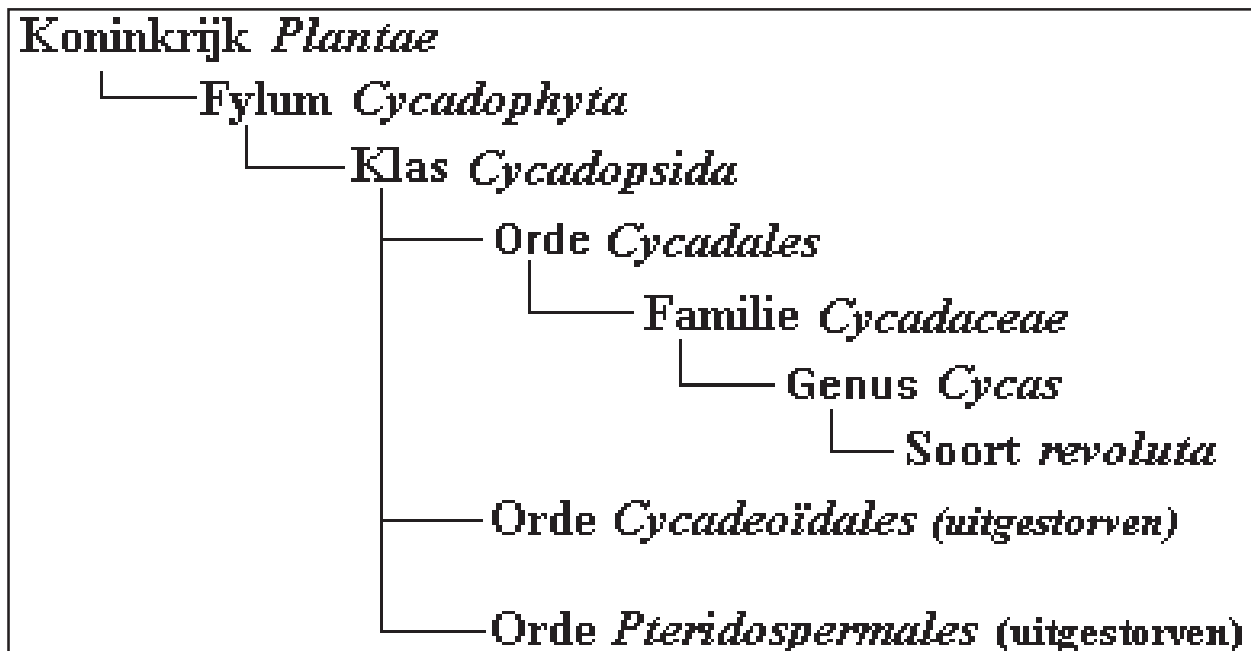 Koninkrijk Plantae
Fylum Cycadophyta
Klas Cycadopsida
Orde Cycadales
Familie Cycadaceae
Genus Cycas
Soort revoluta
Orde Cycadeoïdales (uitgestorven)
Orde Pteridospermales (uitgestorven)